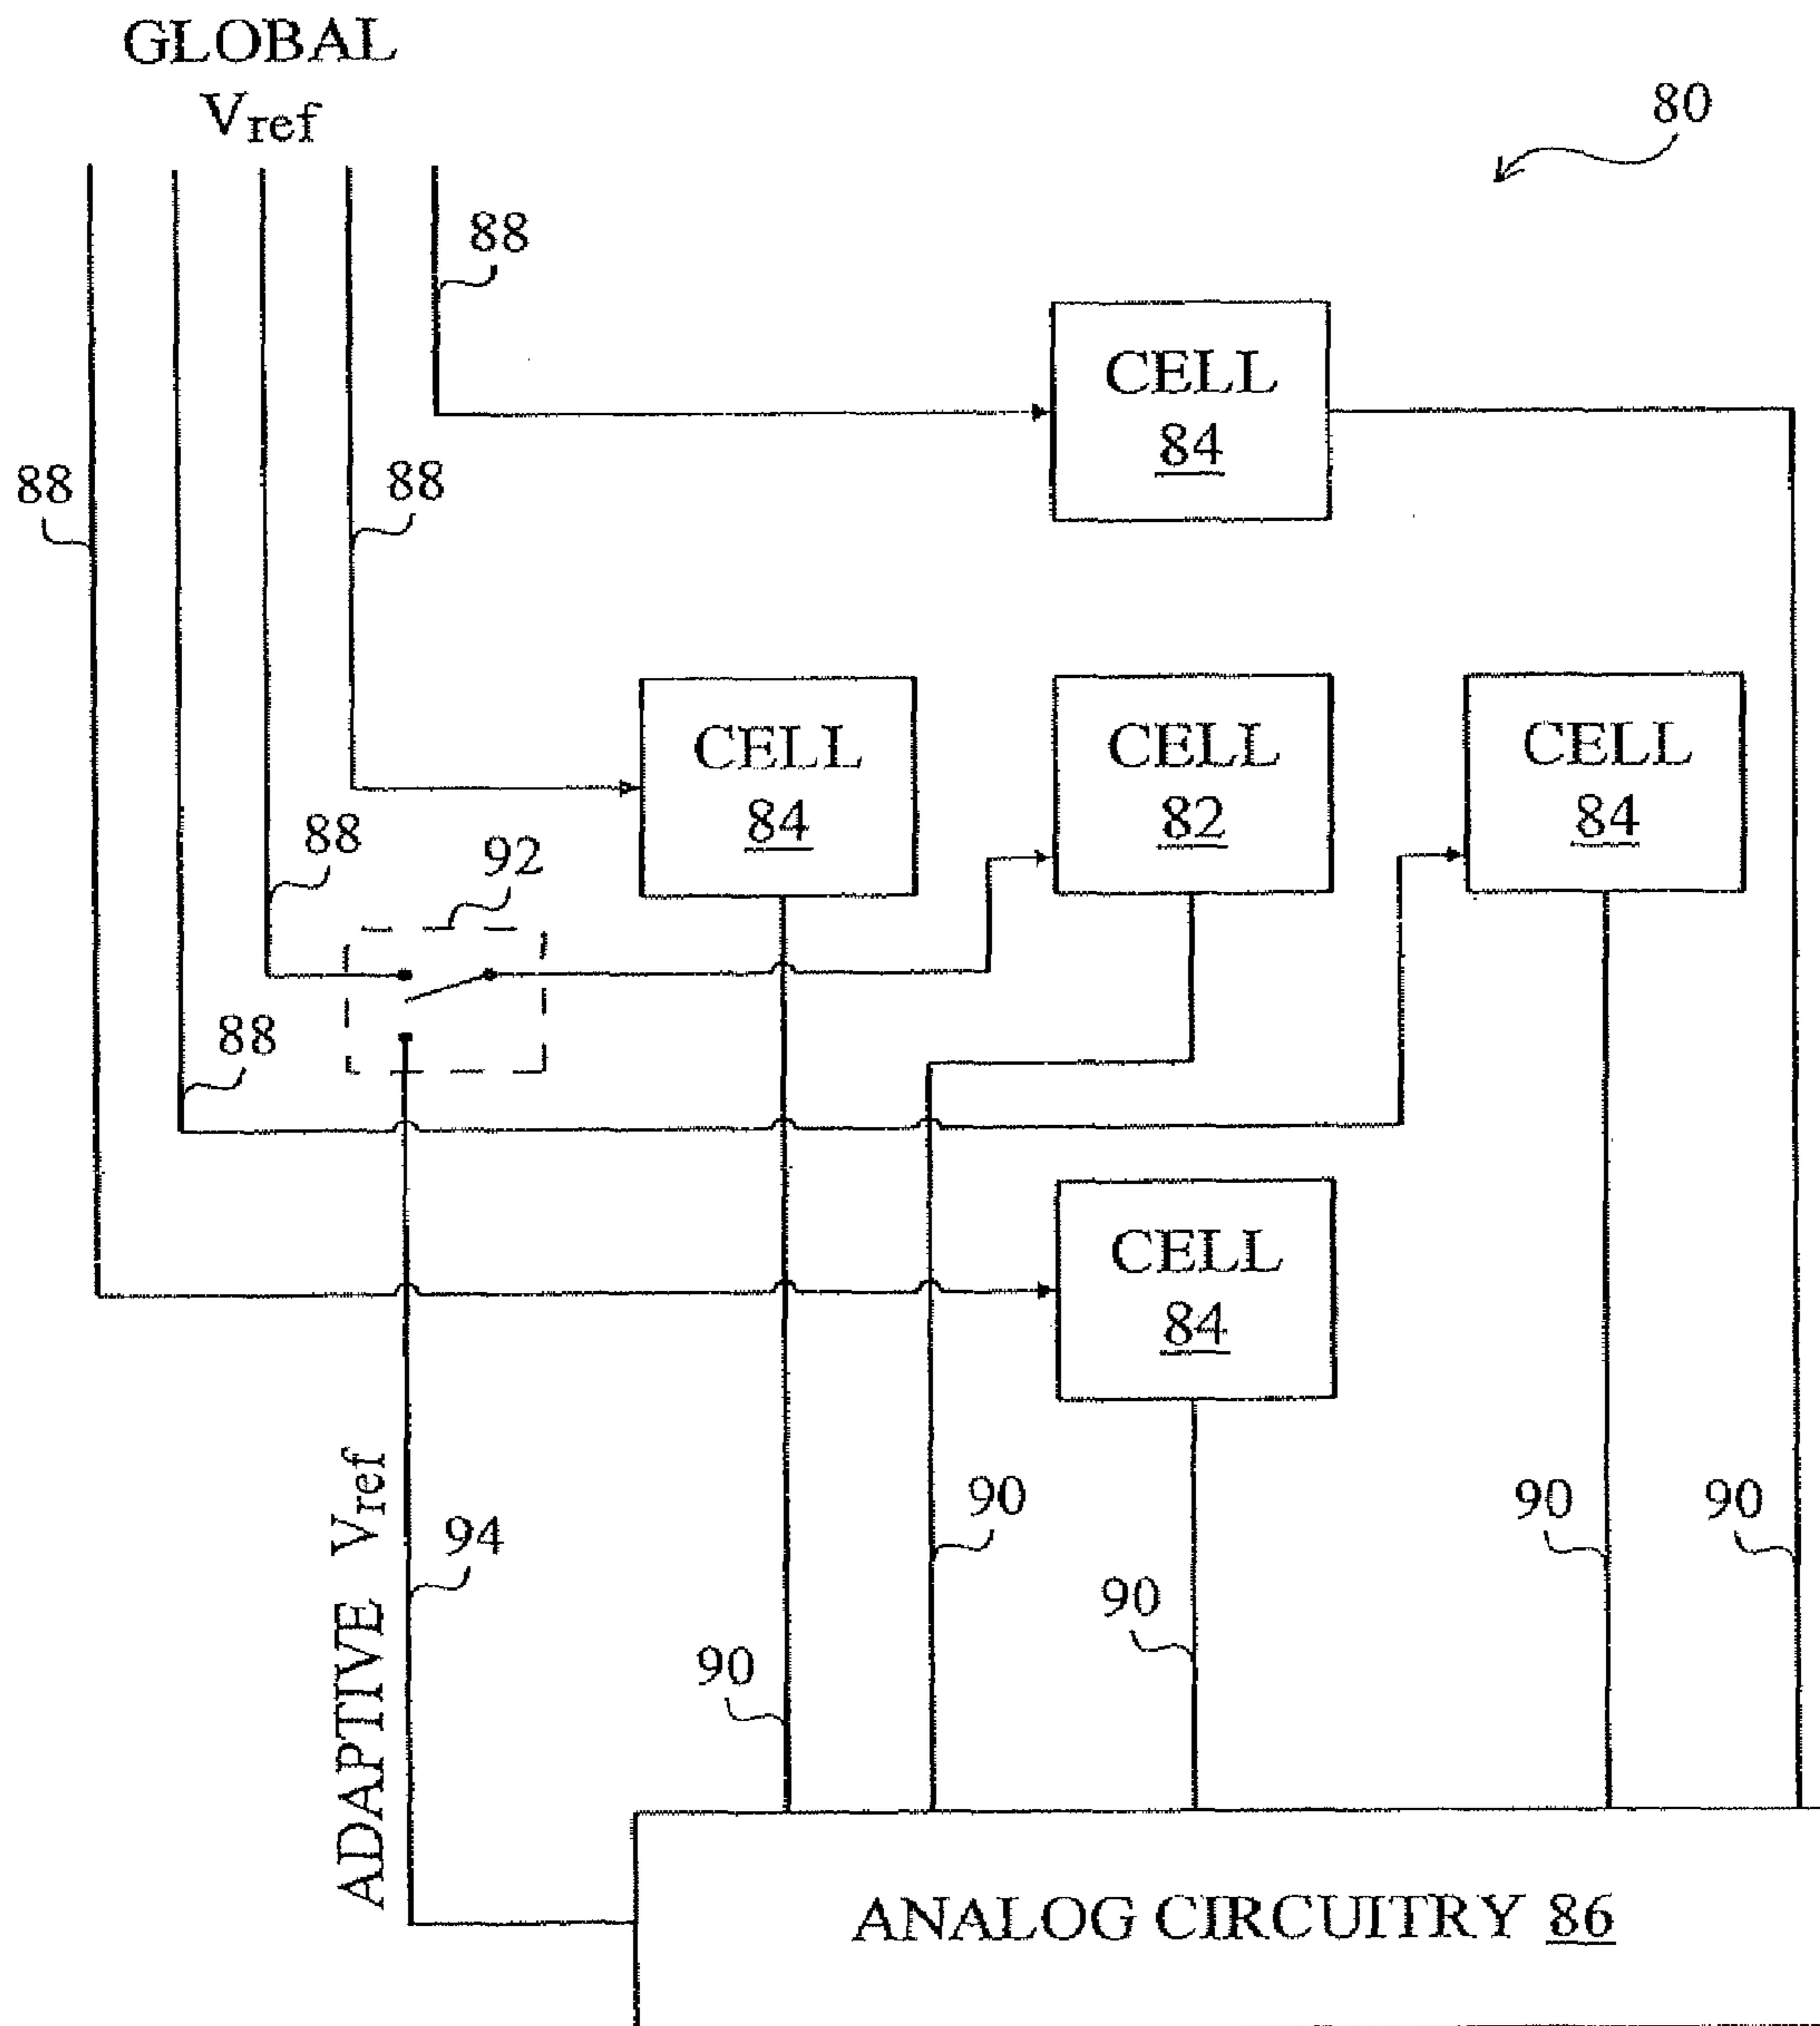 GLOBAL
Vref
80
88
CELL
84
88
88
CELL
84
CELL
82
CELL
84
88
92
88
CELL
84
ADAPTIVE Vref
94
90
90
90
90
90
ANALOG CIRCUITRY 86